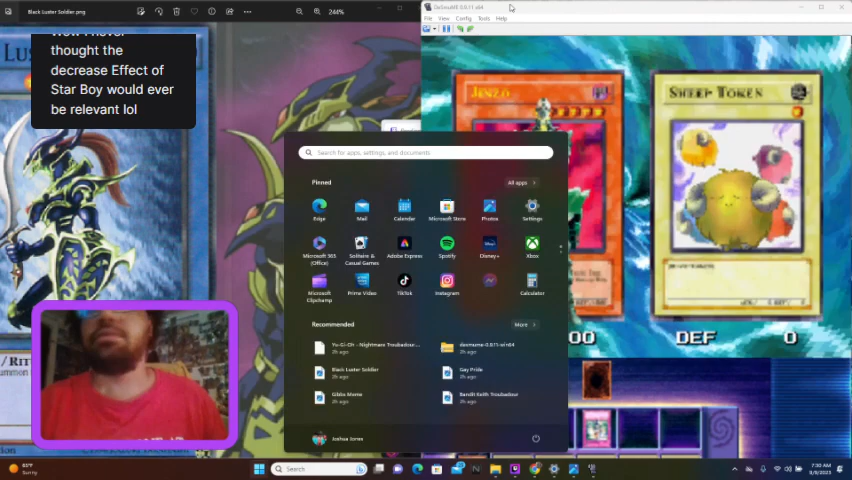 Black Luster Soldier.png
244%
DeSmuME 0.9.11 x64
File View Config Tools Help
Wow I never
thought the
decrease Effect of
Star Boy would ever
be relevant lol
JINZO
SHEEP TOKEN
Search for apps, settings, and documents
Pinned
All apps
Edge
Mail
Calendar
Microsoft Store
Photos
Settings
Microsoft 365
(Office)
Solitaire &
Casual Games
Adobe Express
Spotify
Disney+
Xbox
Microsoft
Clipchamp
Prime Video
TikTok
Instagram
Calculator
Recommended
More
Yu-Gi-Oh - Nightmare Troubadour...
2h ago
desmume-0.9.11-win64
2h ago
Black Luster Soldier
2h ago
Gay Pride
2h ago
Gibbs Meme
2h ago
Bandit Keith Troubadour
2h ago
Joshua Jones
00
DEF 0
83°F
Sunny
Search
7:30 AM